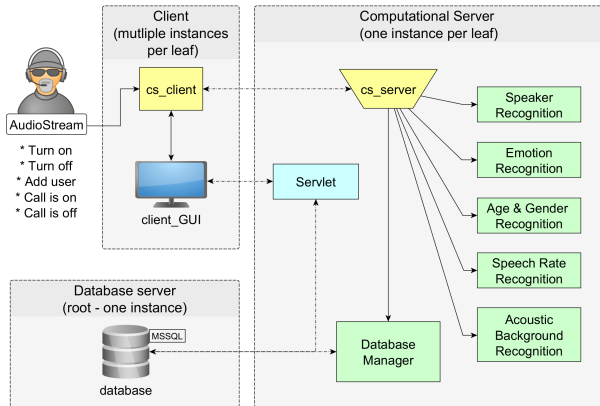 Client
(mutliple instances
per leaf)
cs_client
client_GUI
AudioStream
* Turn on
* Turn off
* Add user
* Call is on
* Call is off
Computational Server
(one instance per leaf)
cs_server
Speaker
Recognition
Emotion
Recognition
Age & Gender
Recognition
Speech Rate
Recognition
Acoustic
Background
Recognition
Servlet
Database
Manager
Database server
(root - one instance)
MSSQL
database